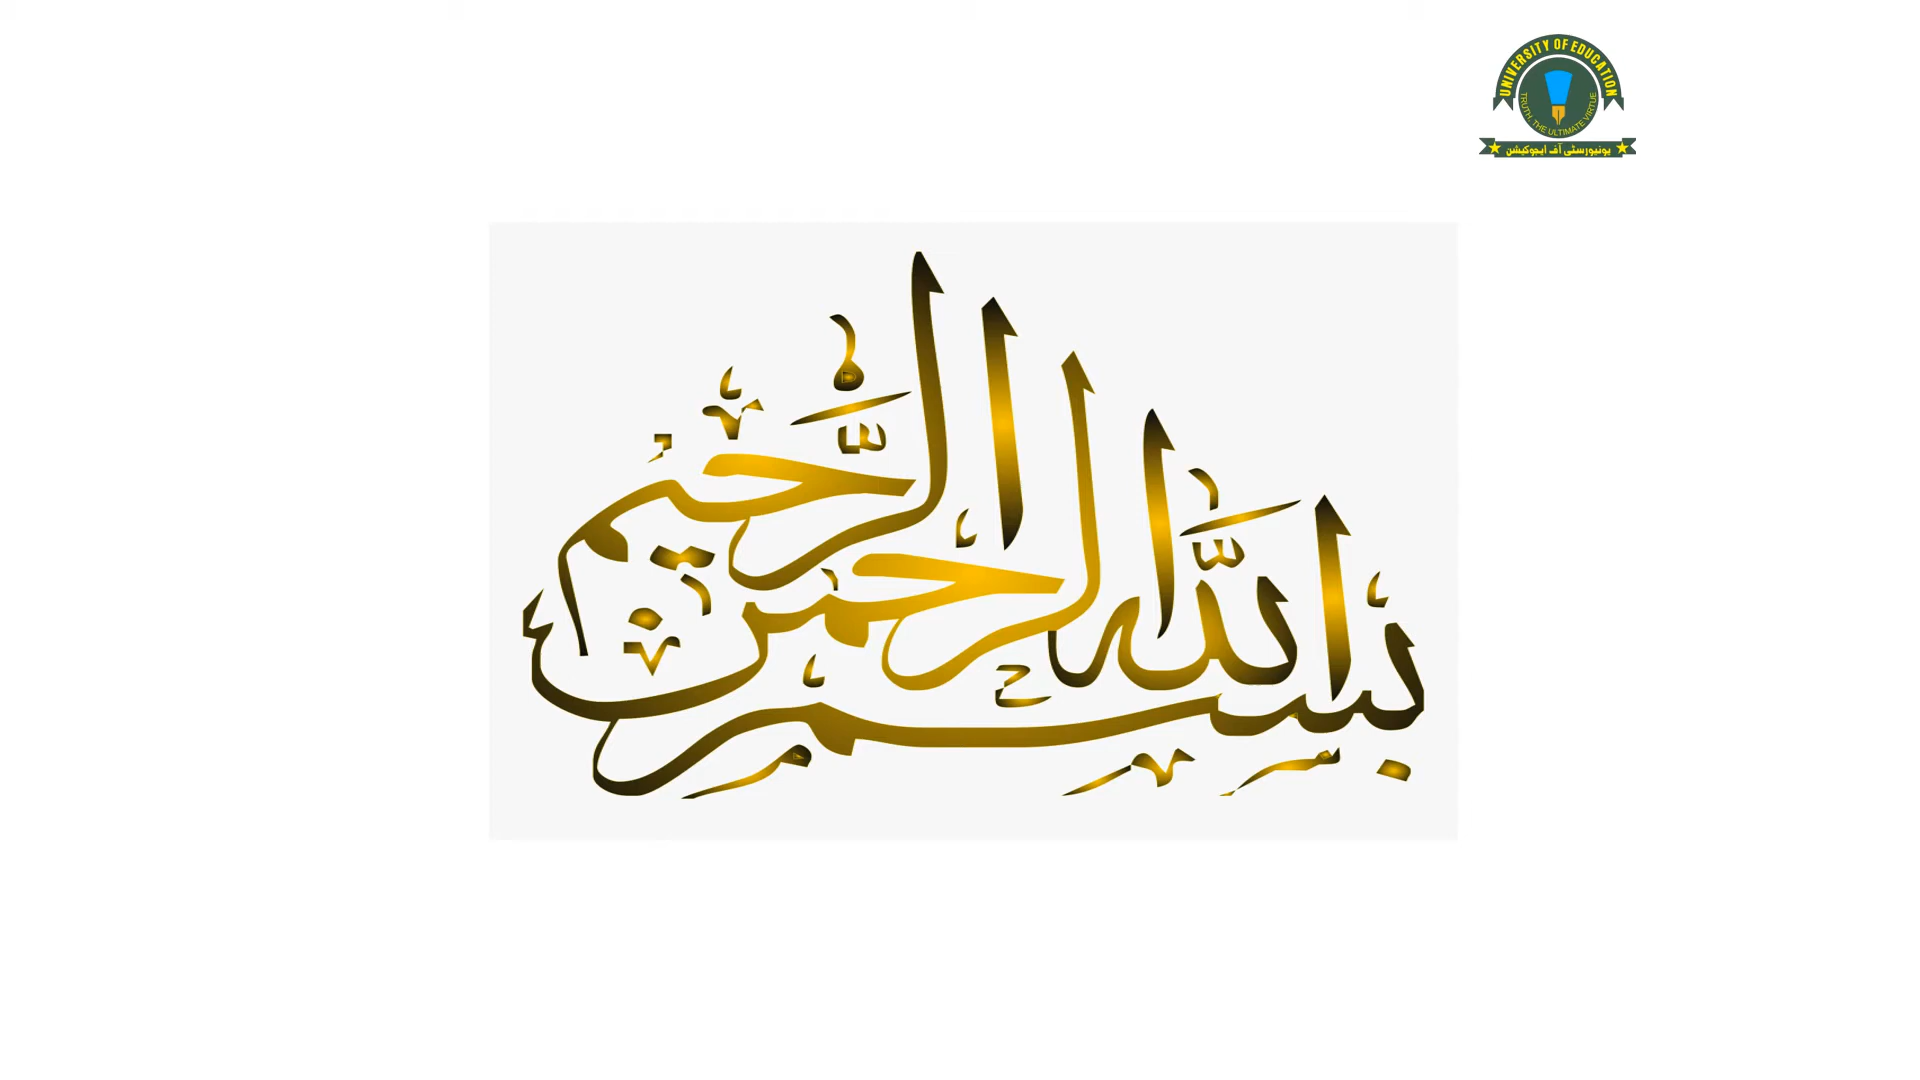 UNIVERSITY OF EDUCATION
TRUTH, THE ULTIMATE VIRTUE
یونیورسٹی آف ایجوکیشن
بسم الله الرحمن الرحيم